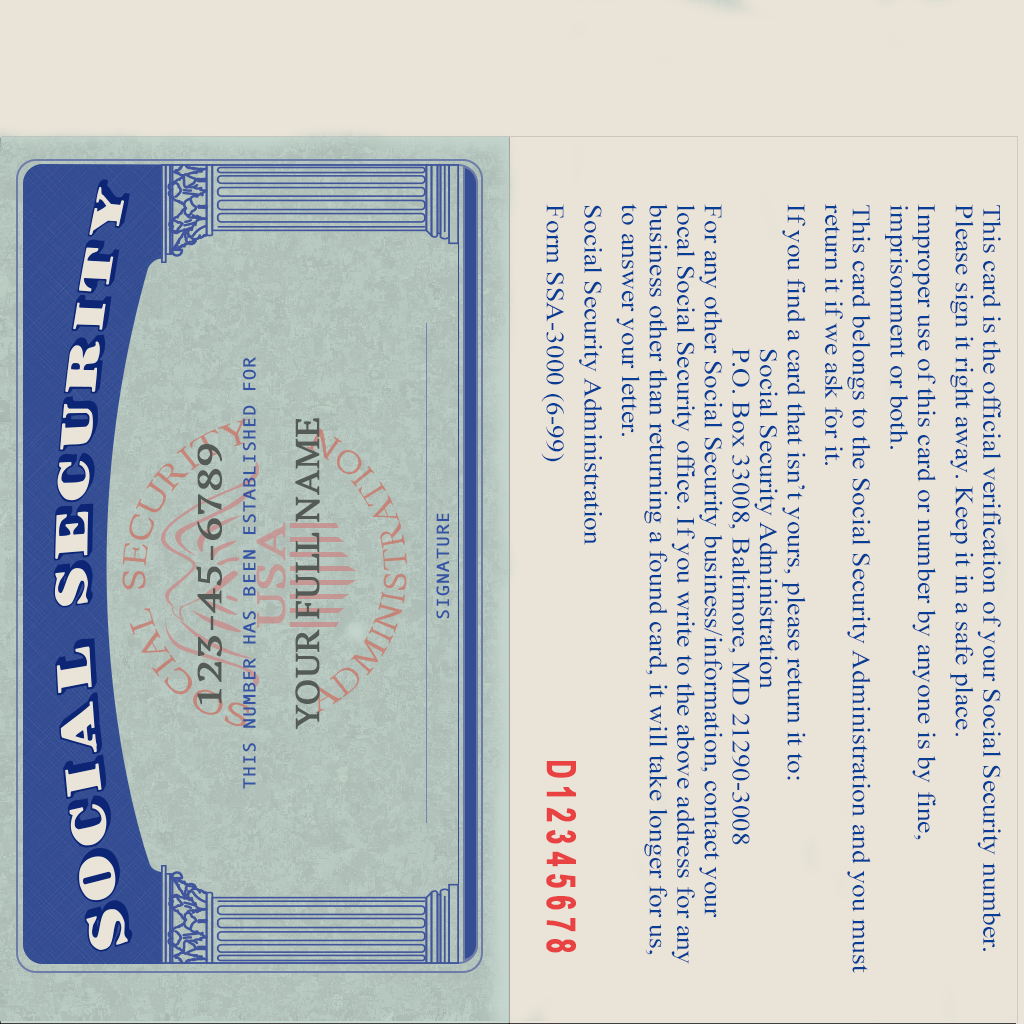 SOCIAL SECURITY
SOCIAL SECURITY
ADMINISTRATION
USA
123-45-6789
THIS NUMBER HAS BEEN ESTABLISHED FOR
YOUR FULL NAME
SIGNATURE
This card is the official verification of your Social Security number.
Please sign it right away. Keep it in a safe place.
Improper use of this card or number by anyone is by fine,
imprisonment or both.
This card belongs to the Social Security Administration and you must
return it if we ask for it.
If you find a card that isn't yours, please return it to:
Social Security Administration
P.O. Box 33008, Baltimore, MD 21290-3008
For any other Social Security business/information, contact your
local Social Security office. If you write to the above address for any
business other than returning a found card, it will take longer for us,
to answer your letter.
Social Security Administration
Form SSA-3000 (6-99)
D12345678